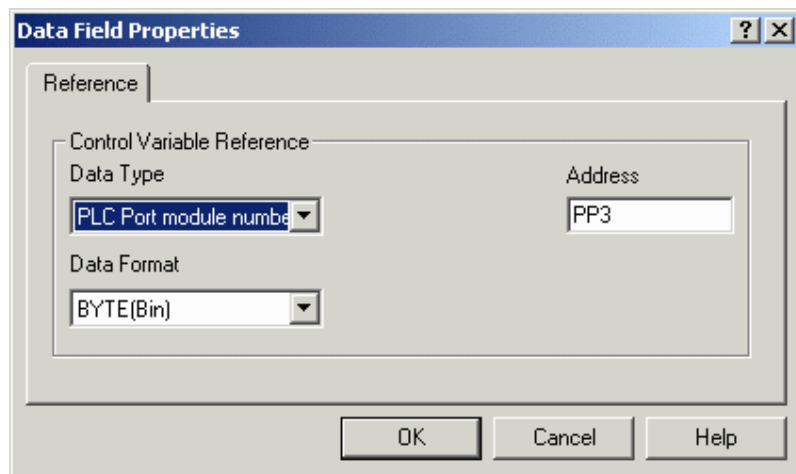 Data Field Properties
Reference
Control Variable Reference
Data Type
Address
PLC Port module numbe
PP3
Data Format
BYTE(Bin)
OK
Cancel
Help